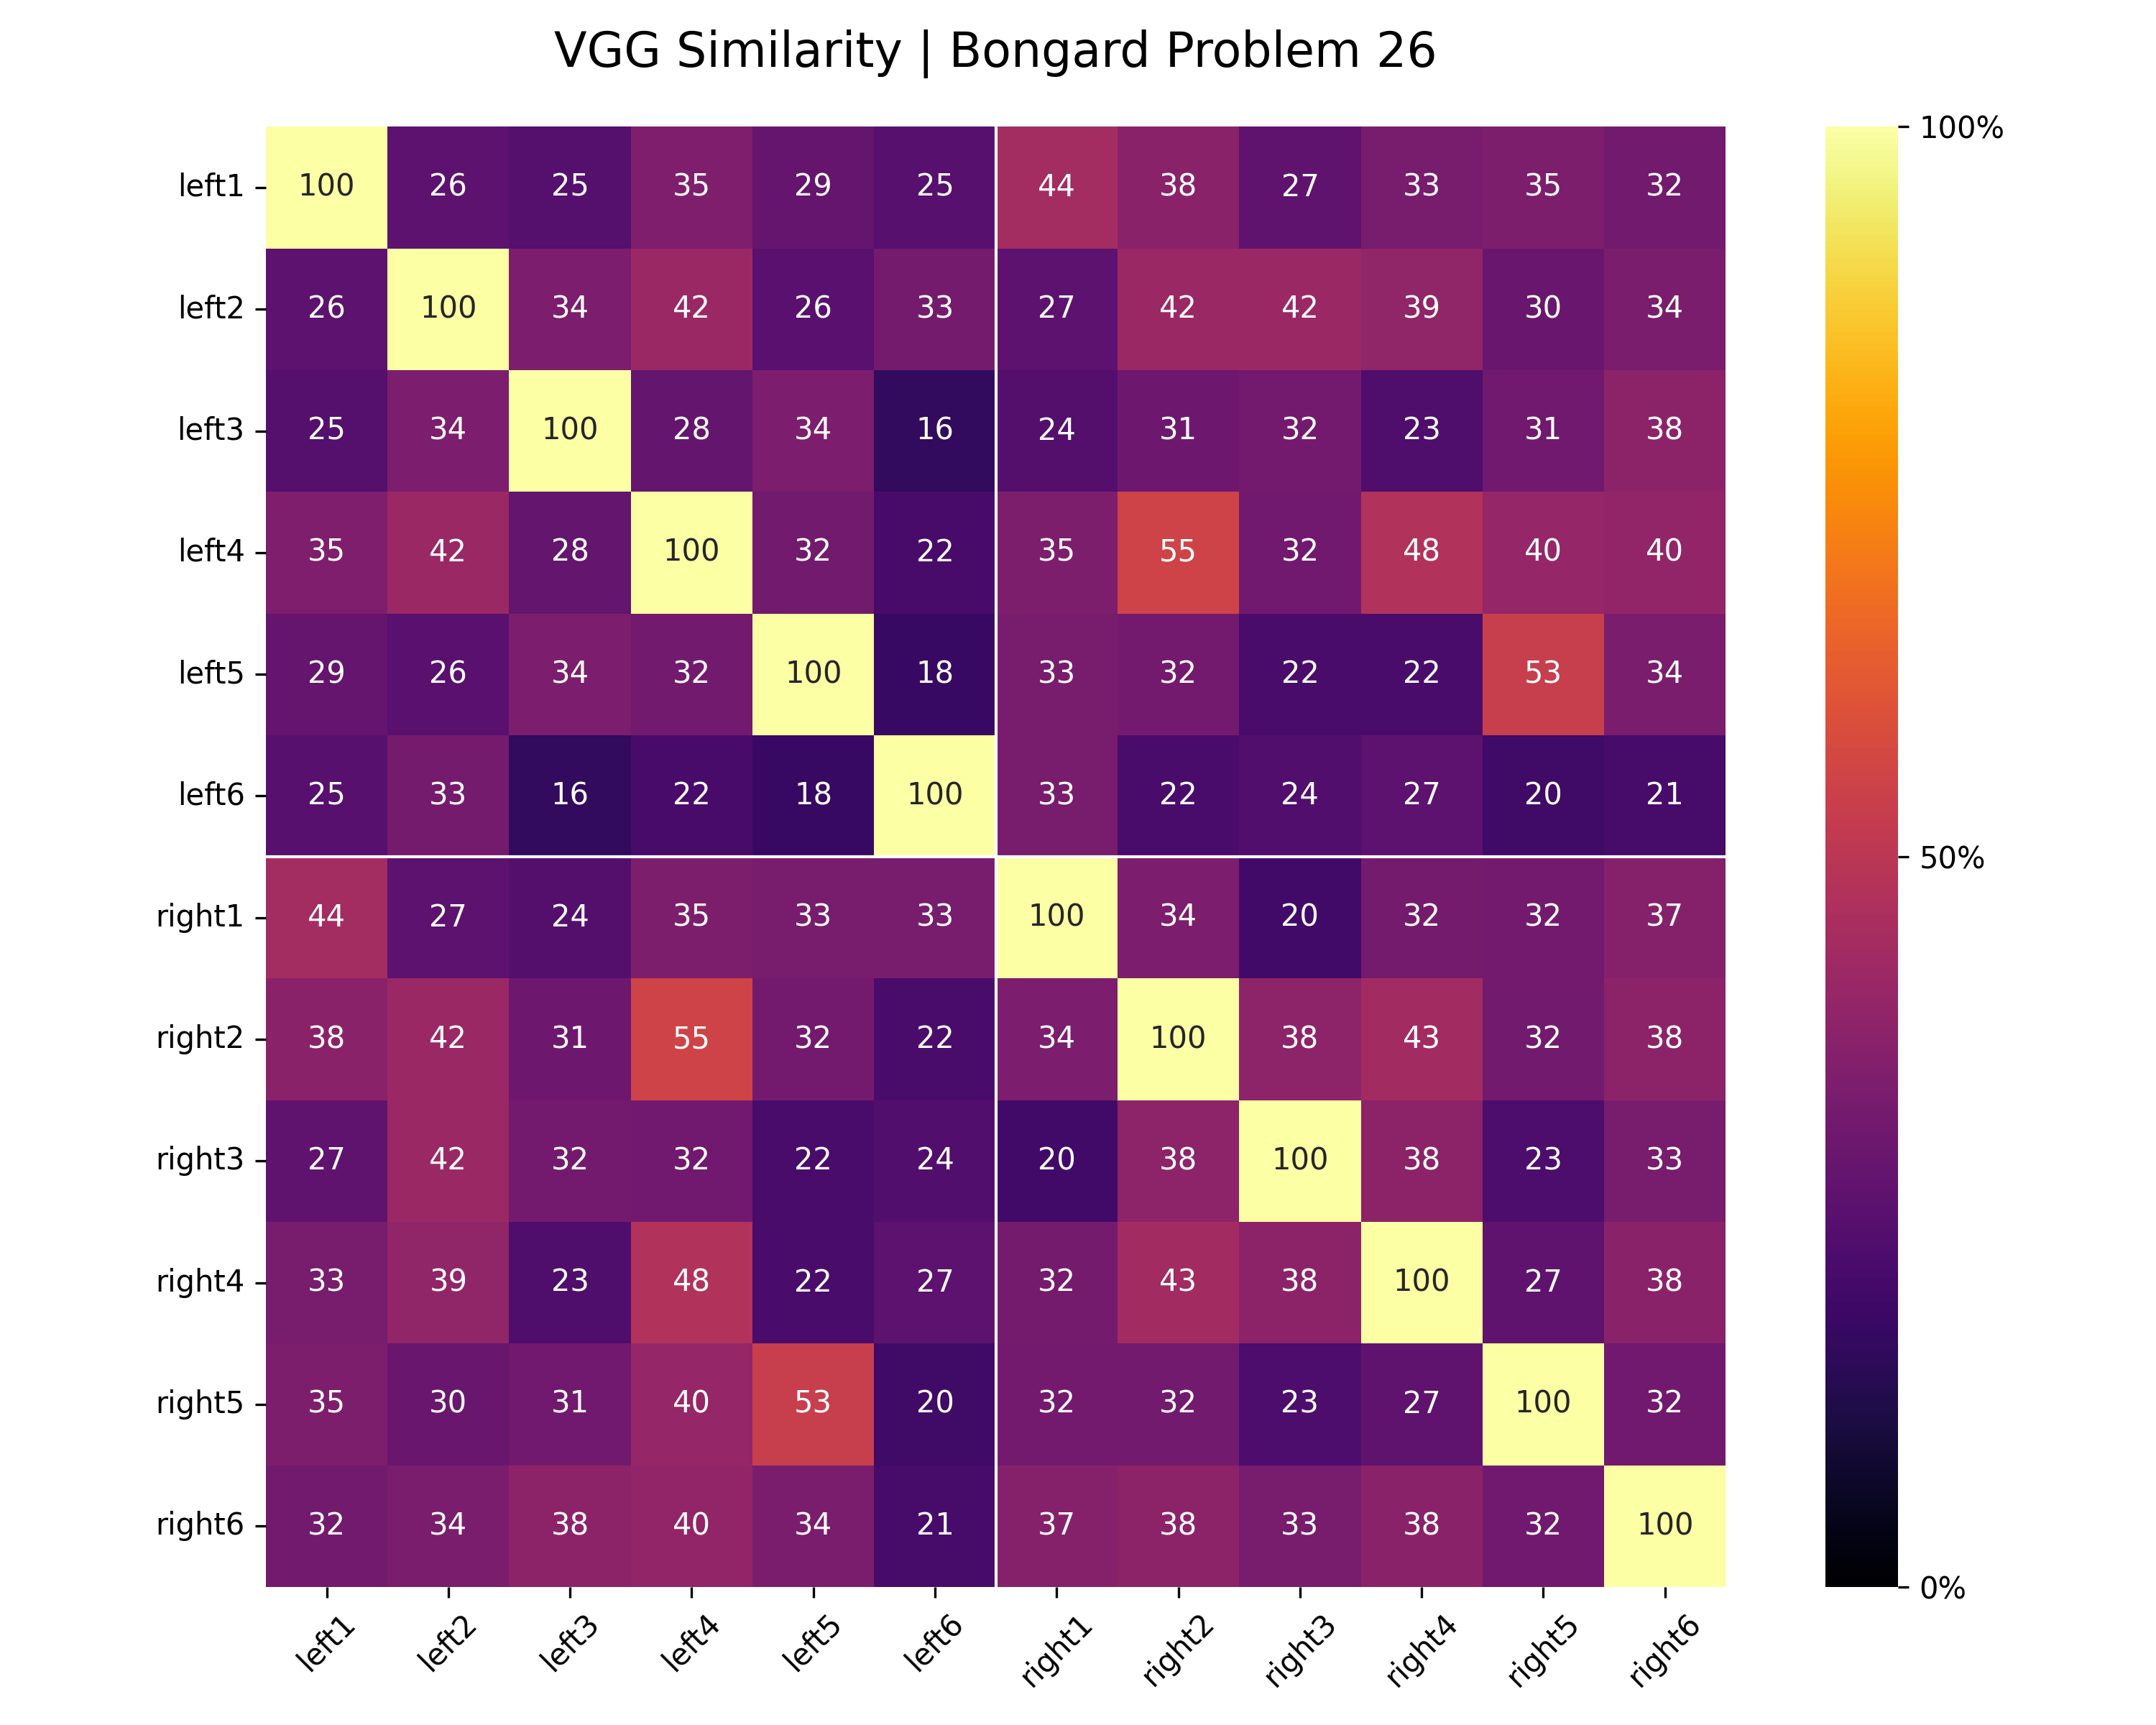 VGG Similarity | Bongard Problem 26
left1 100 26 25 35 29 25 44 38 27 33 35 32
left2 26 100 34 42 26 33 27 42 42 39 30 34
left3 25 34 100 28 34 16 24 31 32 23 31 38
left4 35 42 28 100 32 22 35 55 32 48 40 40
left5 29 26 34 32 100 18 33 32 22 22 53 34
left6 25 33 16 22 18 100 33 22 24 27 20 21
right1 44 27 24 35 33 33 100 34 20 32 32 37
right2 38 42 31 55 32 22 34 100 38 43 32 38
right3 27 42 32 32 22 24 20 38 100 38 23 33
right4 33 39 23 48 22 27 32 43 38 100 27 38
right5 35 30 31 40 53 20 32 32 23 27 100 32
right6 32 34 38 40 34 21 37 38 33 38 32 100
left1 left2 left3 left4 left5 left6 right1 right2 right3 right4 right5 right6
100%
50%
0%